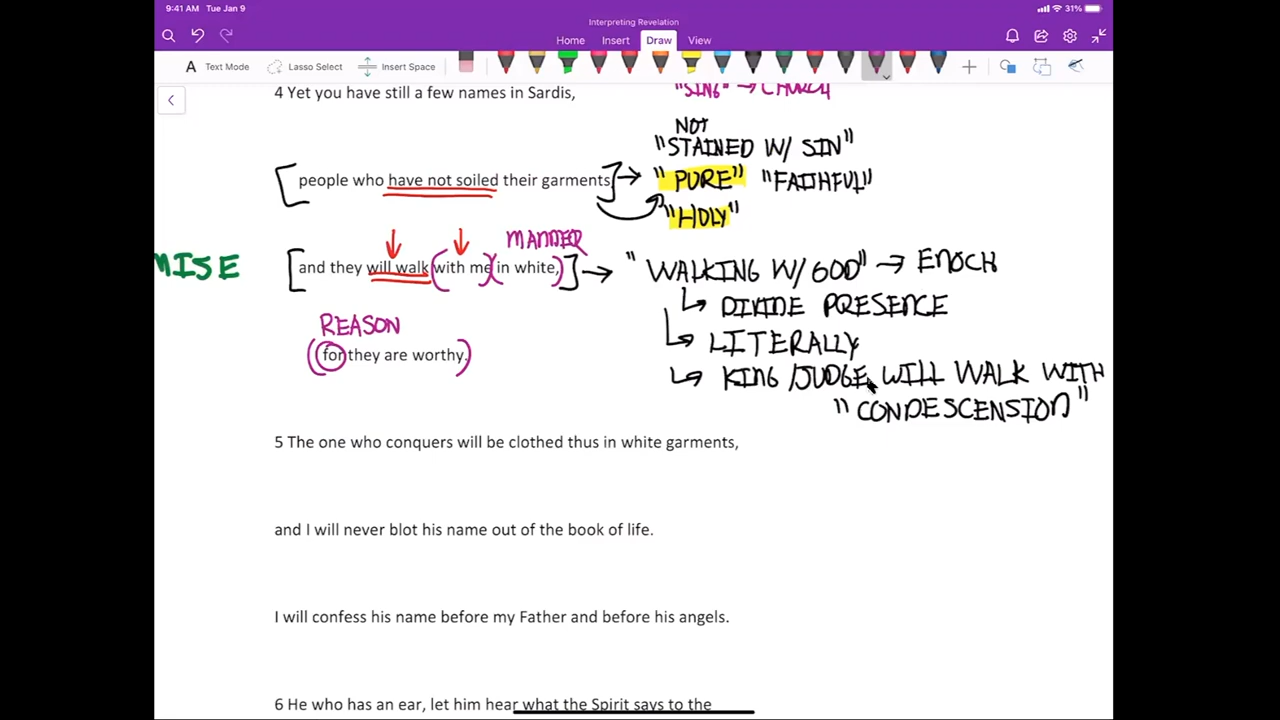 9:41 AM Tue Jan 9
31%
Interpreting Revelation
Home Insert Draw View
Text Mode Lasso Select Insert Space
4 Yet you have still a few names in Sardis,
"SING" → CHURCH
NOT
"STAINED W/ SIN"
[people who have not soiled their garments,] → "PURE" "FAITHFUL"
"HOLY"
MANNER
MISE [and they will walk (with me)(in white,)] → "WALKING W/ GOD" → ENOCH
DIVINE PRESENCE
REASON
LITERALLY
(for they are worthy.)
KING/JUDGE WILL WALK WITH
"CONDESCENSION"
5 The one who conquers will be clothed thus in white garments,
and I will never blot his name out of the book of life.
I will confess his name before my Father and before his angels.
6 He who has an ear, let him hear what the Spirit says to the